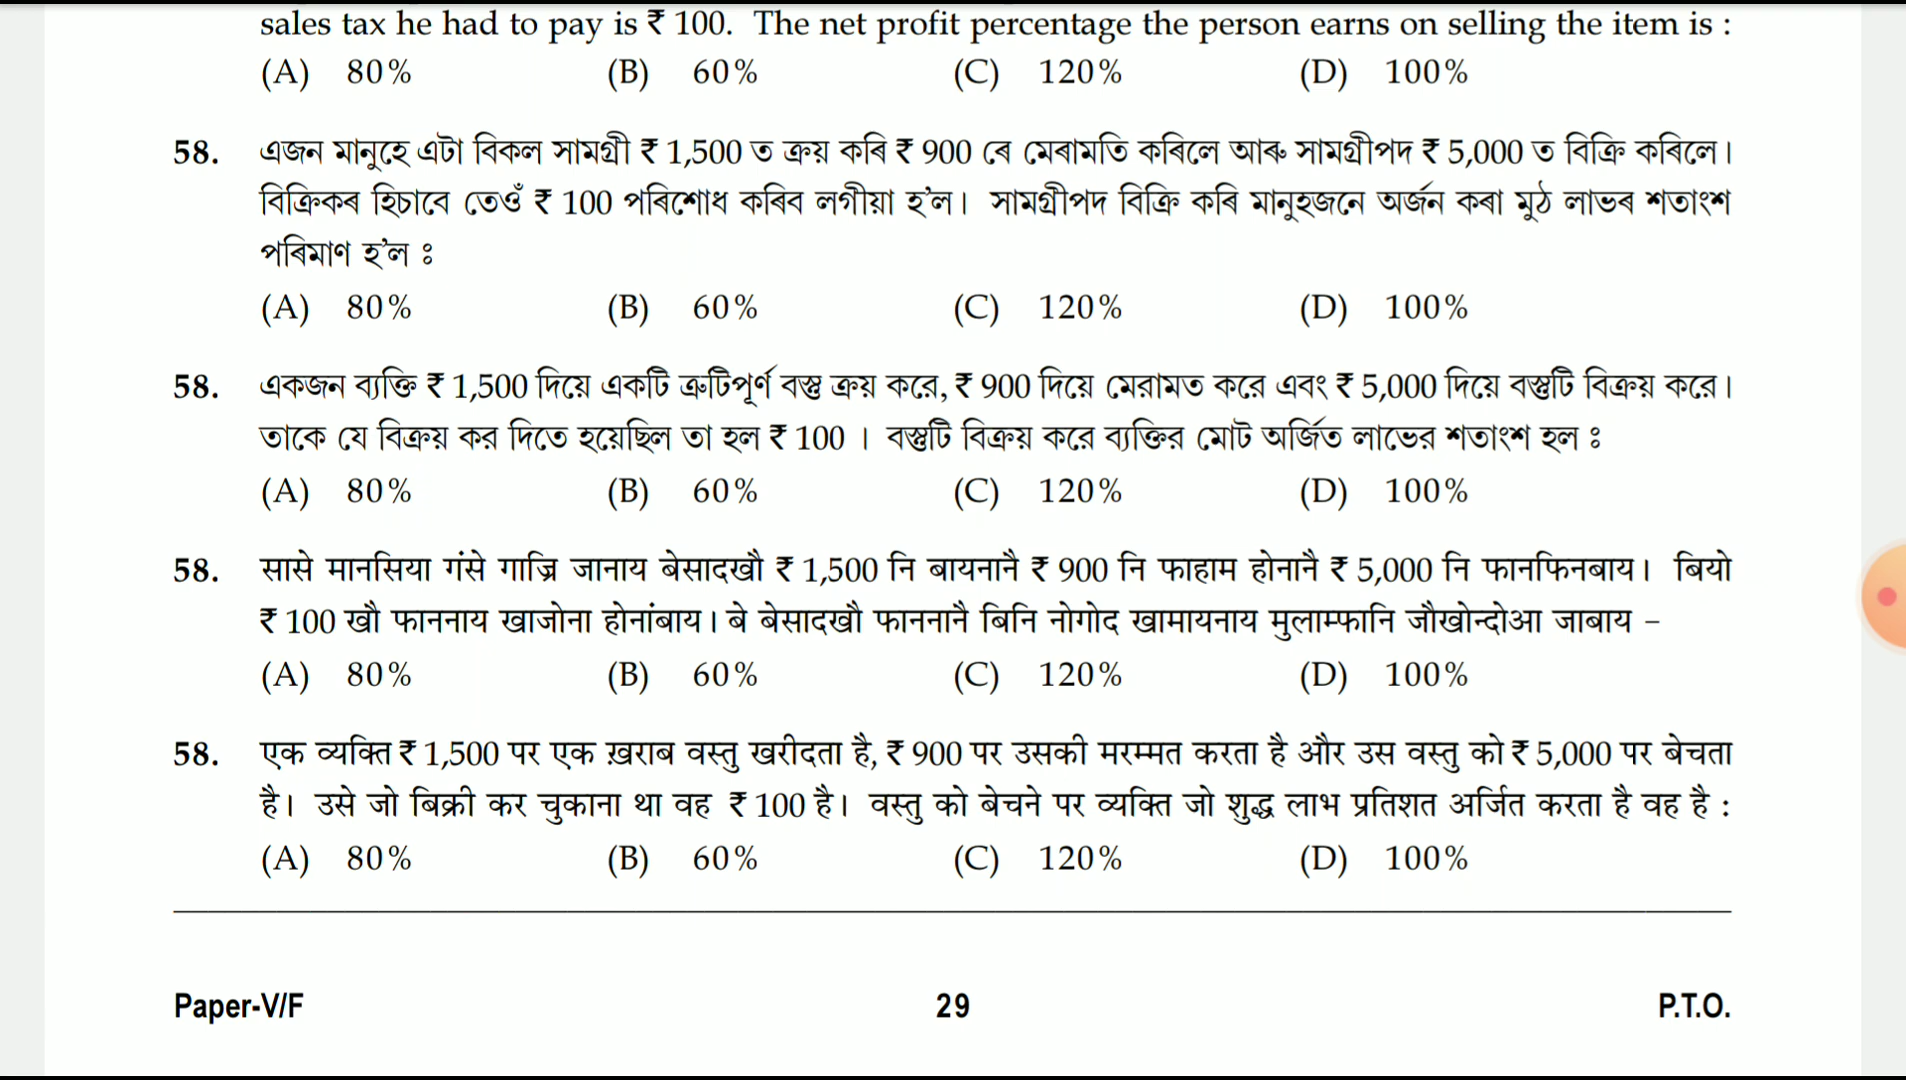 sales tax he had to pay is ₹ 100. The net profit percentage the person earns on selling the item is :
(A) 80% (B) 60% (C) 120% (D) 100%
58. এজন মানুহে এটা বিকল সামগ্ৰী ₹ 1,500 ত ক্ৰয় কৰি ₹ 900 ৰে মেৰামতি কৰিলে আৰু সামগ্ৰীপদ ₹ 5,000 ত বিক্ৰি কৰিলে।
বিক্ৰিকৰ হিচাবে তেওঁ ₹ 100 পৰিশোধ কৰিব লগীয়া হ’ল। সামগ্ৰীপদ বিক্ৰি কৰি মানুহজনে অৰ্জন কৰা মুঠ লাভৰ শতাংশ
পৰিমাণ হ’ল ঃ
(A) 80% (B) 60% (C) 120% (D) 100%
58. একজন ব্যক্তি ₹ 1,500 দিয়ে একটি ত্রুটিপূর্ণ বস্তু ক্রয় করে, ₹ 900 দিয়ে মেরামত করে এবং ₹ 5,000 দিয়ে বস্তুটি বিক্রয় করে।
তাকে যে বিক্রয় কর দিতে হয়েছিল তা হল ₹ 100 । বস্তুটি বিক্রয় করে ব্যক্তির মোট অর্জিত লাভের শতাংশ হল ঃ
(A) 80% (B) 60% (C) 120% (D) 100%
58. सासे मानसिया गंसे गाज्रि जानाय बेसादखौ ₹ 1,500 नि बायनानै ₹ 900 नि फाहाम होनानै ₹ 5,000 नि फानफिनबाय। बियो
₹ 100 खौ फाननाय खाजोना होनांबाय। बे बेसादखौ फाननानै बिनि नोगोद खामायनाय मुलाम्फानि जौखोन्दोआ जाबाय –
(A) 80% (B) 60% (C) 120% (D) 100%
58. एक व्यक्ति ₹ 1,500 पर एक ख़राब वस्तु खरीदता है, ₹ 900 पर उसकी मरम्मत करता है और उस वस्तु को ₹ 5,000 पर बेचता
है। उसे जो बिक्री कर चुकाना था वह ₹ 100 है। वस्तु को बेचने पर व्यक्ति जो शुद्ध लाभ प्रतिशत अर्जित करता है वह है :
(A) 80% (B) 60% (C) 120% (D) 100%
Paper-V/F 29 P.T.O.